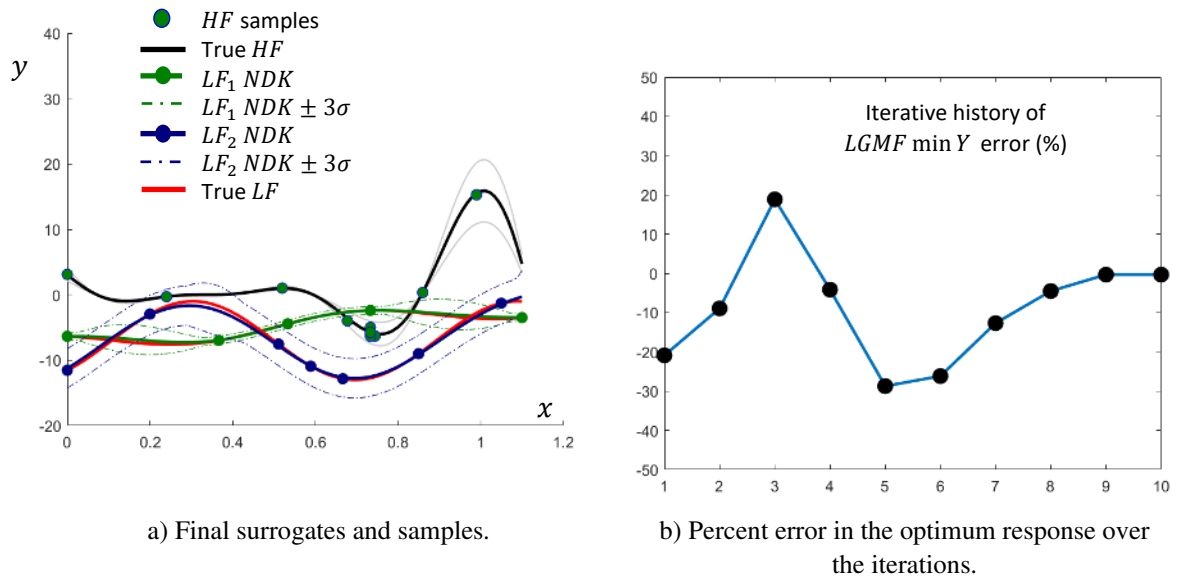 HF samples
True HF
LF₁ NDK
LF₁ NDK ± 3σ
LF₂ NDK
LF₂ NDK ± 3σ
True LF
y
40
30
20
10
0
-10
-20
x
0
0.2
0.4
0.6
0.8
1
1.2
a) Final surrogates and samples.
Iterative history of
LGMF min Y error (%)
50
40
30
20
10
0
-10
-20
-30
-40
-50
1
2
3
4
5
6
7
8
9
10
b) Percent error in the optimum response over
the iterations.